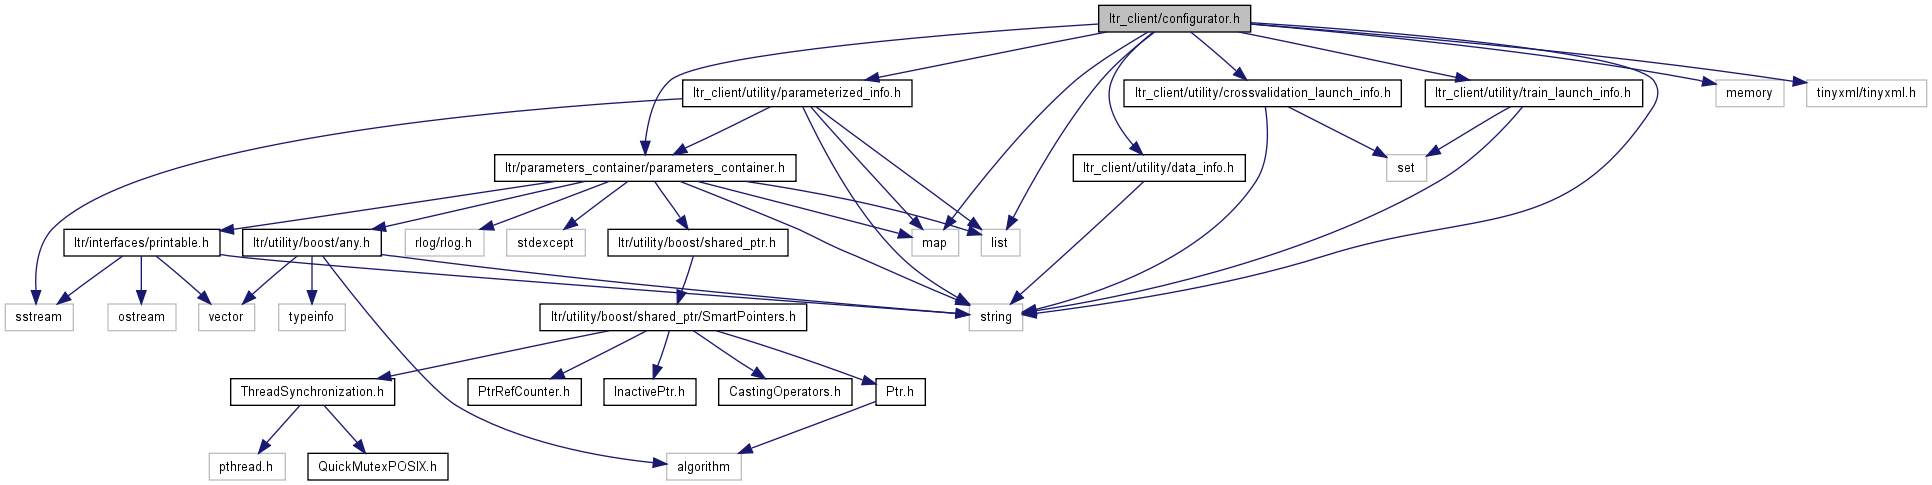 ltr_client/configurator.h
ltr_client/utility/parameterized_info.h
ltr_client/utility/crossvalidation_launch_info.h
ltr_client/utility/train_launch_info.h
memory
tinyxml/tinyxml.h
ltr/parameters_container/parameters_container.h
ltr_client/utility/data_info.h
set
ltr/interfaces/printable.h
ltr/utility/boost/any.h
rlog/rlog.h
stdexcept
ltr/utility/boost/shared_ptr.h
map
list
sstream
ostream
vector
typeinfo
ltr/utility/boost/shared_ptr/SmartPointers.h
string
ThreadSynchronization.h
PtrRefCounter.h
InactivePtr.h
CastingOperators.h
Ptr.h
pthread.h
QuickMutexPOSIX.h
algorithm